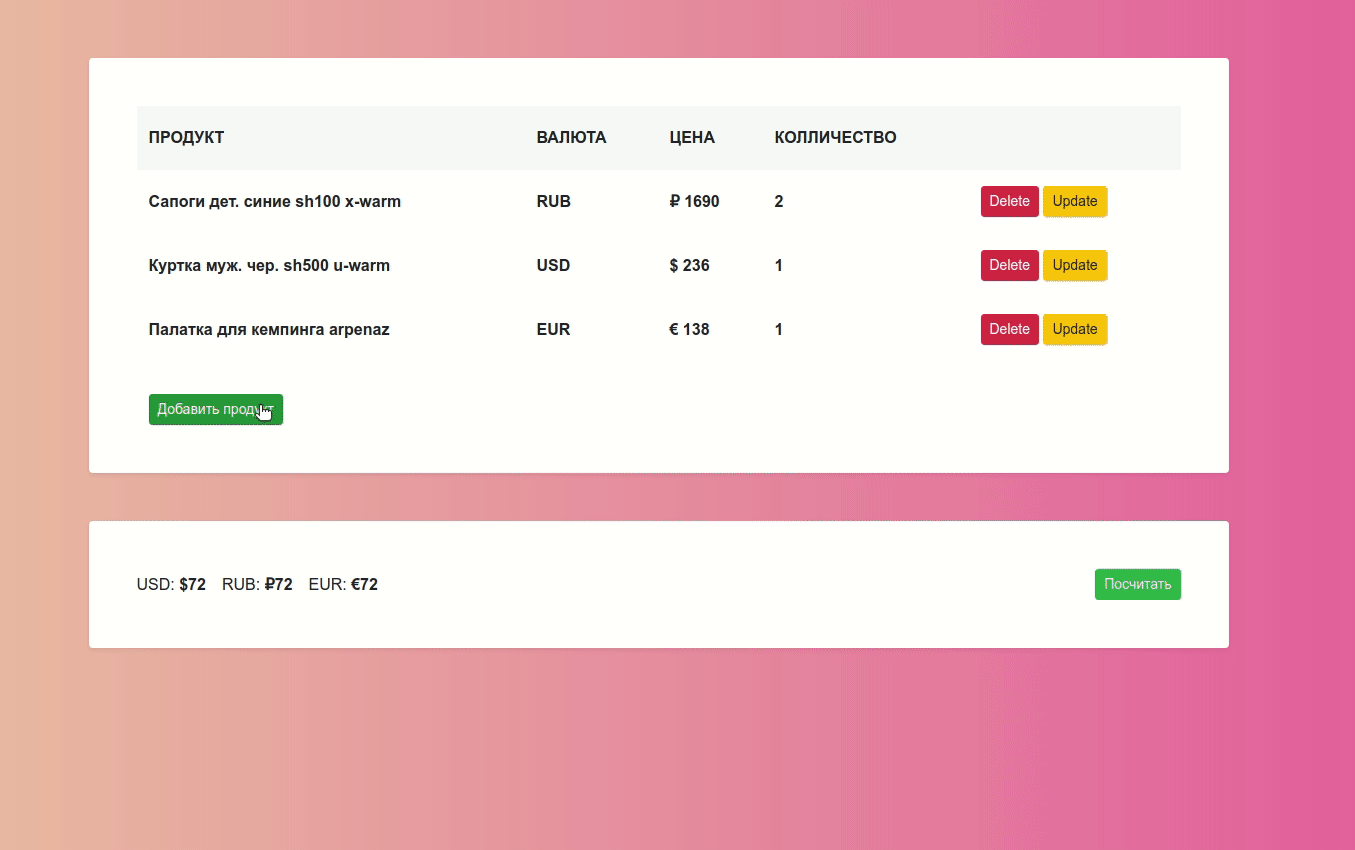 ПРОДУКТ ВАЛЮТА ЦЕНА КОЛЛИЧЕСТВО
Сапоги дет. синие sh100 x-warm RUB ₽ 1690 2 Delete Update
Куртка муж. чер. sh500 u-warm USD $ 236 1 Delete Update
Палатка для кемпинга arpenaz EUR € 138 1 Delete Update
Добавить продукт
USD: $72 RUB: ₽72 EUR: €72 Посчитать